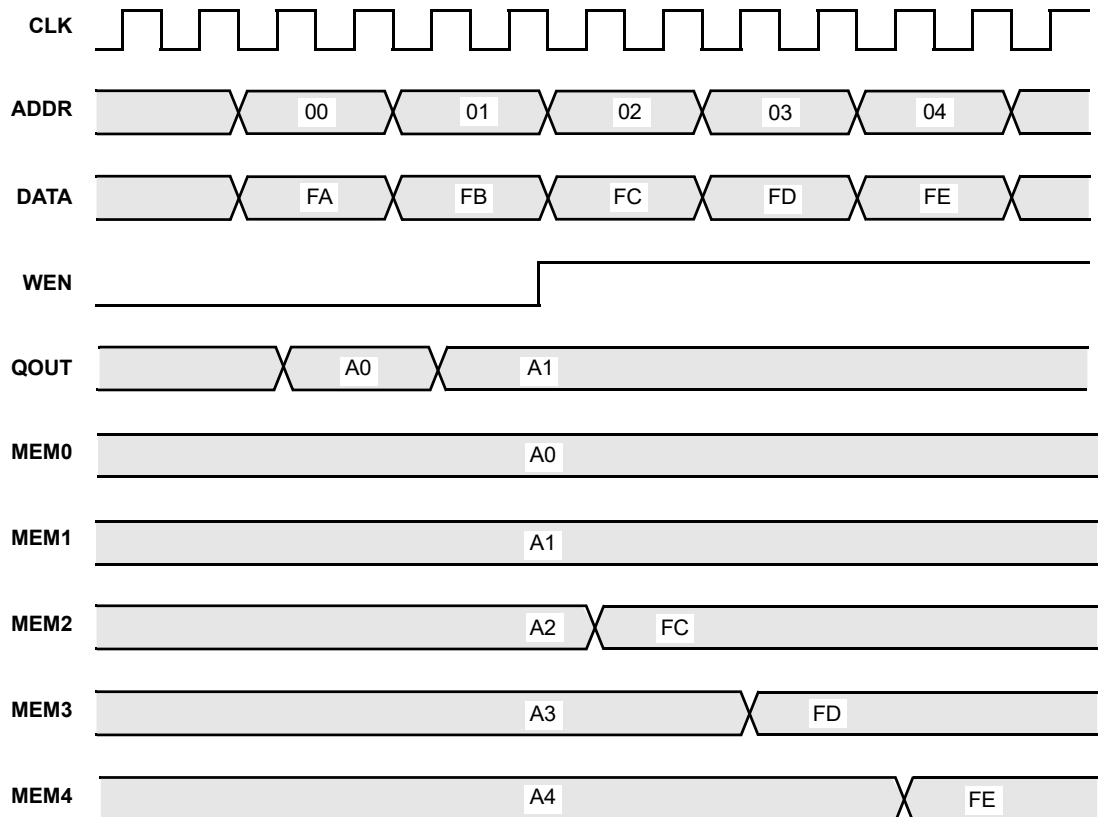 CLK
ADDR 00 01 02 03 04
DATA FA FB FC FD FE
WEN
QOUT A0 A1
MEM0 A0
MEM1 A1
MEM2 A2 FC
MEM3 A3 FD
MEM4 A4 FE